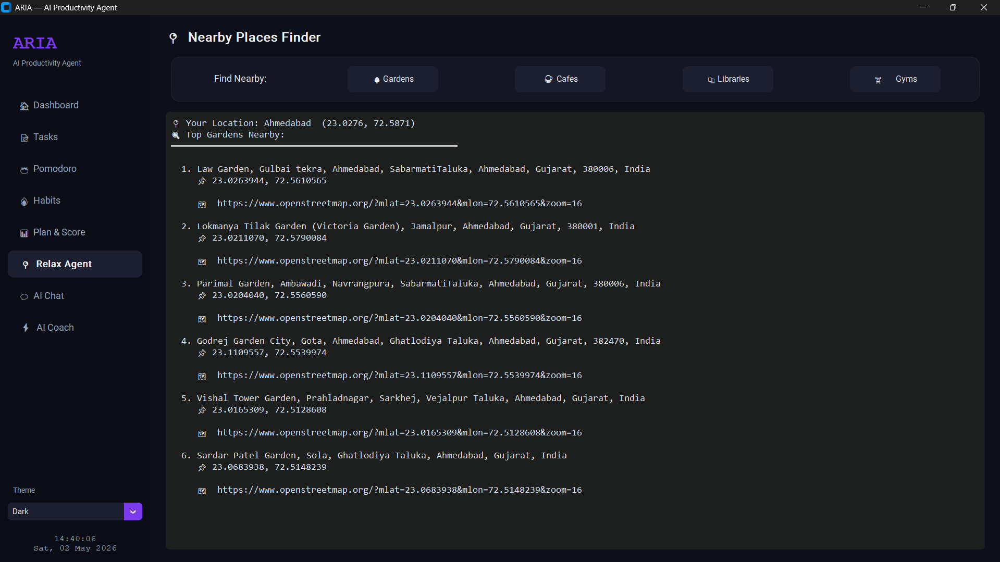 ARIA — AI Productivity Agent
ARIA
AI Productivity Agent
Dashboard
Tasks
Pomodoro
Habits
Plan & Score
Relax Agent
AI Chat
AI Coach
Theme
Dark
14:40:06
Sat, 02 May 2026
Nearby Places Finder
Find Nearby:
Gardens
Cafes
Libraries
Gyms
Your Location: Ahmedabad (23.0276, 72.5871)
Top Gardens Nearby:
1. Law Garden, Gulbai tekra, Ahmedabad, SabarmatiTaluka, Ahmedabad, Gujarat, 380006, India
23.0263944, 72.5610565
https://www.openstreetmap.org/?mlat=23.0263944&mlon=72.5610565&zoom=16
2. Lokmanya Tilak Garden (Victoria Garden), Jamalpur, Ahmedabad, Gujarat, 380001, India
23.0211070, 72.5790084
https://www.openstreetmap.org/?mlat=23.0211070&mlon=72.5790084&zoom=16
3. Parimal Garden, Ambawadi, Navrangpura, SabarmatiTaluka, Ahmedabad, Gujarat, 380006, India
23.0204040, 72.5560590
https://www.openstreetmap.org/?mlat=23.0204040&mlon=72.5560590&zoom=16
4. Godrej Garden City, Gota, Ahmedabad, Ghatlodiya Taluka, Ahmedabad, Gujarat, 382470, India
23.1109557, 72.5539974
https://www.openstreetmap.org/?mlat=23.1109557&mlon=72.5539974&zoom=16
5. Vishal Tower Garden, Prahladnagar, Sarkhej, Vejalpur Taluka, Ahmedabad, Gujarat, India
23.0165309, 72.5128608
https://www.openstreetmap.org/?mlat=23.0165309&mlon=72.5128608&zoom=16
6. Sardar Patel Garden, Sola, Ghatlodiya Taluka, Ahmedabad, Gujarat, India
23.0683938, 72.5148239
https://www.openstreetmap.org/?mlat=23.0683938&mlon=72.5148239&zoom=16